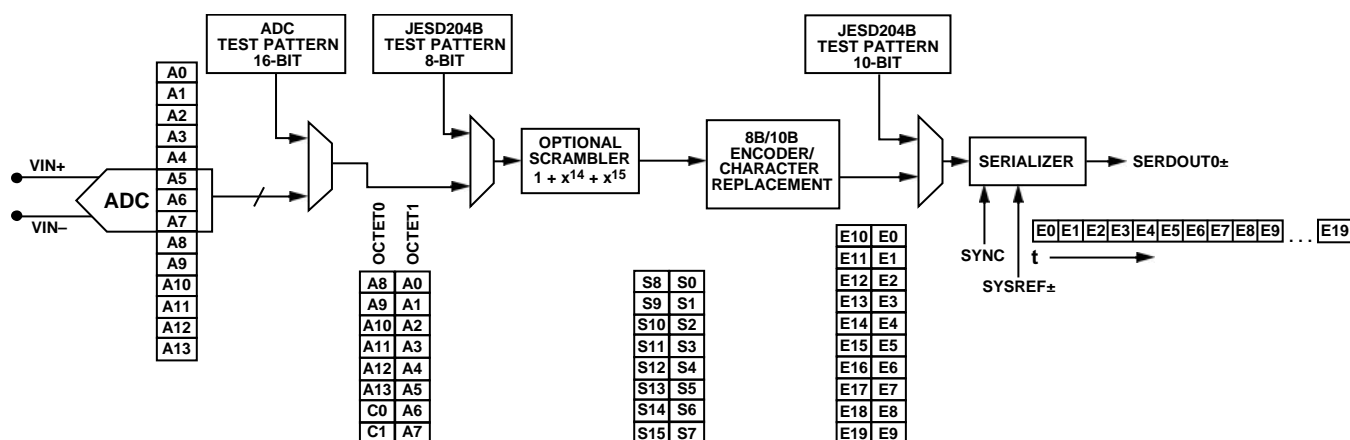 ADC
TEST PATTERN
16-BIT
JESD204B
TEST PATTERN
8-BIT
JESD204B
TEST PATTERN
10-BIT
A0
A1
A2
A3
A4
A5
A6
A7
A8
A9
A10
A11
A12
A13
VIN+
ADC
VIN–
OPTIONAL
SCRAMBLER
1 + x14 + x15
8B/10B
ENCODER/
CHARACTER
REPLACEMENT
SERIALIZER
SERDOUT0±
OCTET0
OCTET1
A8 A0
A9 A1
A10 A2
A11 A3
A12 A4
A13 A5
C0 A6
C1 A7
S8 S0
S9 S1
S10 S2
S11 S3
S12 S4
S13 S5
S14 S6
S15 S7
E10 E0
E11 E1
E12 E2
E13 E3
E14 E4
E15 E5
E16 E6
E17 E7
E18 E8
E19 E9
SYNC
SYSREF±
E0 E1 E2 E3 E4 E5 E6 E7 E8 E9 . . . E19
t